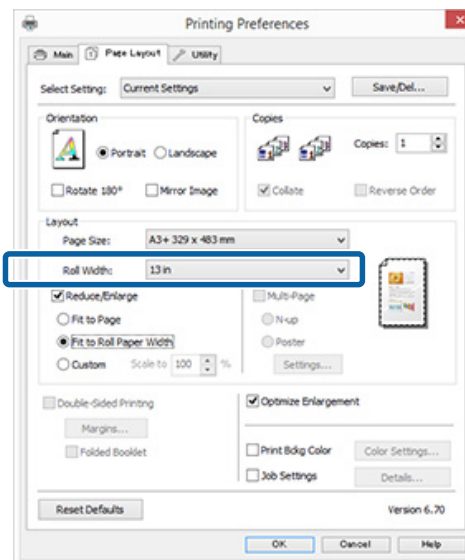 Printing Preferences
Main Page Layout Utility
Select Setting: Current Settings Save/Del...
Orientation Copies
Portrait Landscape Copies: 1
Rotate 180° Mirror Image Collate Reverse Order
Layout
Page Size: A3+ 329 x 483 mm
Roll Width: 13 in
Reduce/Enlarge Multi-Page
Fit to Page N-up
Fit to Roll Paper Width Poster
Custom Scale to 100 % Settings...
Double-Sided Printing Optimize Enlargement
Margins...
Folded Booklet Print Bckg Color Color Settings...
Job Settings Details...
Reset Defaults Version 6.70
OK Cancel Help